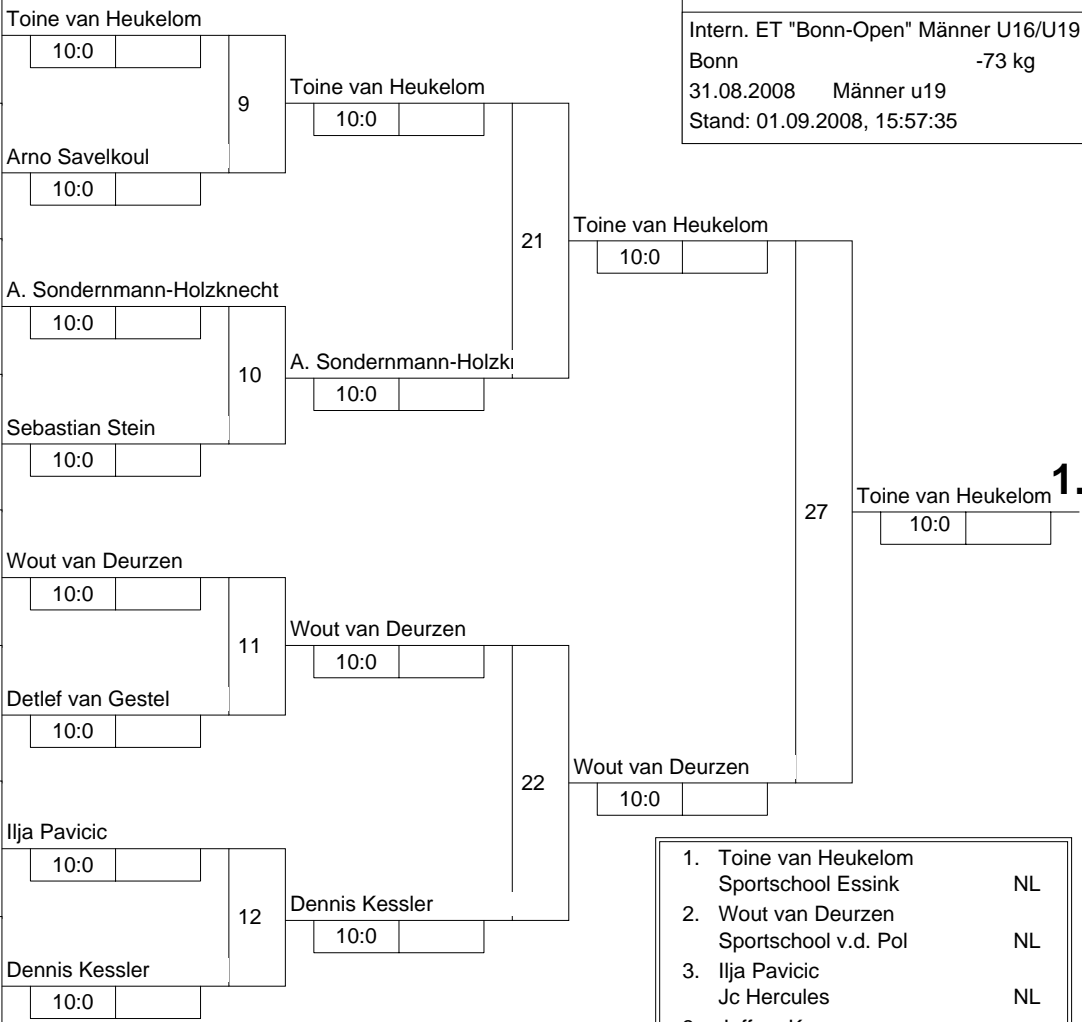 Toine van Heukelom
10:0
9
Arno Savelkoul
10:0
A. Sondernmann-Holzknecht
10:0
10
Sebastian Stein
10:0
Wout van Deurzen
10:0
11
Detlef van Gestel
10:0
Ilja Pavicic
10:0
12
Dennis Kessler
10:0
Toine van Heukelom
10:0
21
A. Sondernmann-Holzk
10:0
Wout van Deurzen
10:0
22
Dennis Kessler
10:0
Toine van Heukelom
10:0
27
Wout van Deurzen
10:0
Toine van Heukelom 1.
10:0
Intern. ET "Bonn-Open" Männer U16/U19
Bonn -73 kg
31.08.2008 Männer u19
Stand: 01.09.2008, 15:57:35
1. Toine van Heukelom
Sportschool Essink NL
2. Wout van Deurzen
Sportschool v.d. Pol NL
3. Ilja Pavicic
Jc Hercules NL